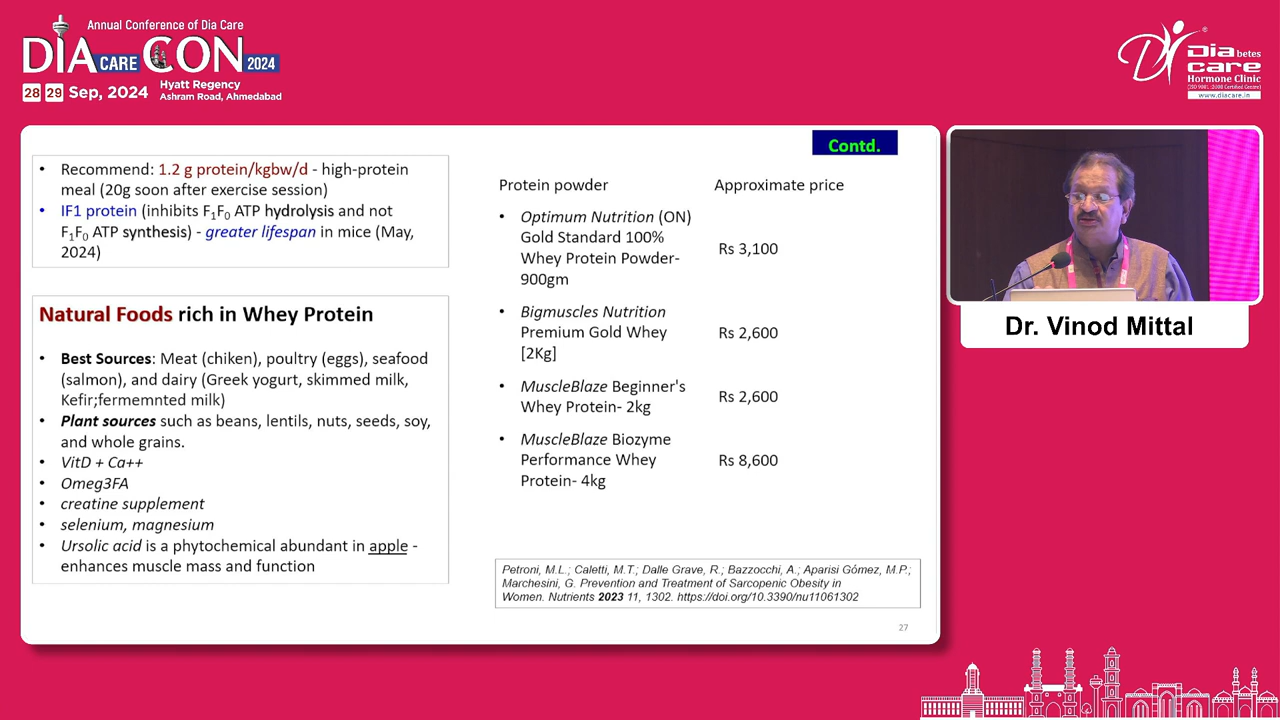 Annual Conference of Dia Care
DIA CARE CON 2024
28 29 Sep, 2024
Hyatt Regency
Ashram Road, Ahmedabad
Diabetes
care
Hormone Clinic
(ISO 9001 :2008 Certified Centre)
www.diacare.in
Contd.
• Recommend: 1.2 g protein/kgbw/d - high-protein
meal (20g soon after exercise session)
• IF1 protein (inhibits F1F0 ATP hydrolysis and not
F1F0 ATP synthesis) - greater lifespan in mice (May,
2024)
Natural Foods rich in Whey Protein
• Best Sources: Meat (chiken), poultry (eggs), seafood
(salmon), and dairy (Greek yogurt, skimmed milk,
Kefir;fermemnted milk)
• Plant sources such as beans, lentils, nuts, seeds, soy,
and whole grains.
• VitD + Ca++
• Omeg3FA
• creatine supplement
• selenium, magnesium
• Ursolic acid is a phytochemical abundant in apple -
enhances muscle mass and function
Protein powder Approximate price
• Optimum Nutrition (ON)
Gold Standard 100%
Whey Protein Powder-
900gm
Rs 3,100
• Bigmuscles Nutrition
Premium Gold Whey
[2Kg]
Rs 2,600
• MuscleBlaze Beginner's
Whey Protein- 2kg
Rs 2,600
• MuscleBlaze Biozyme
Performance Whey
Protein- 4kg
Rs 8,600
Petroni, M.L.; Caletti, M.T.; Dalle Grave, R.; Bazzocchi, A.; Aparisi Gómez, M.P.;
Marchesini, G. Prevention and Treatment of Sarcopenic Obesity in
Women. Nutrients 2023 11, 1302. https://doi.org/10.3390/nu11061302
27
Dr. Vinod Mittal